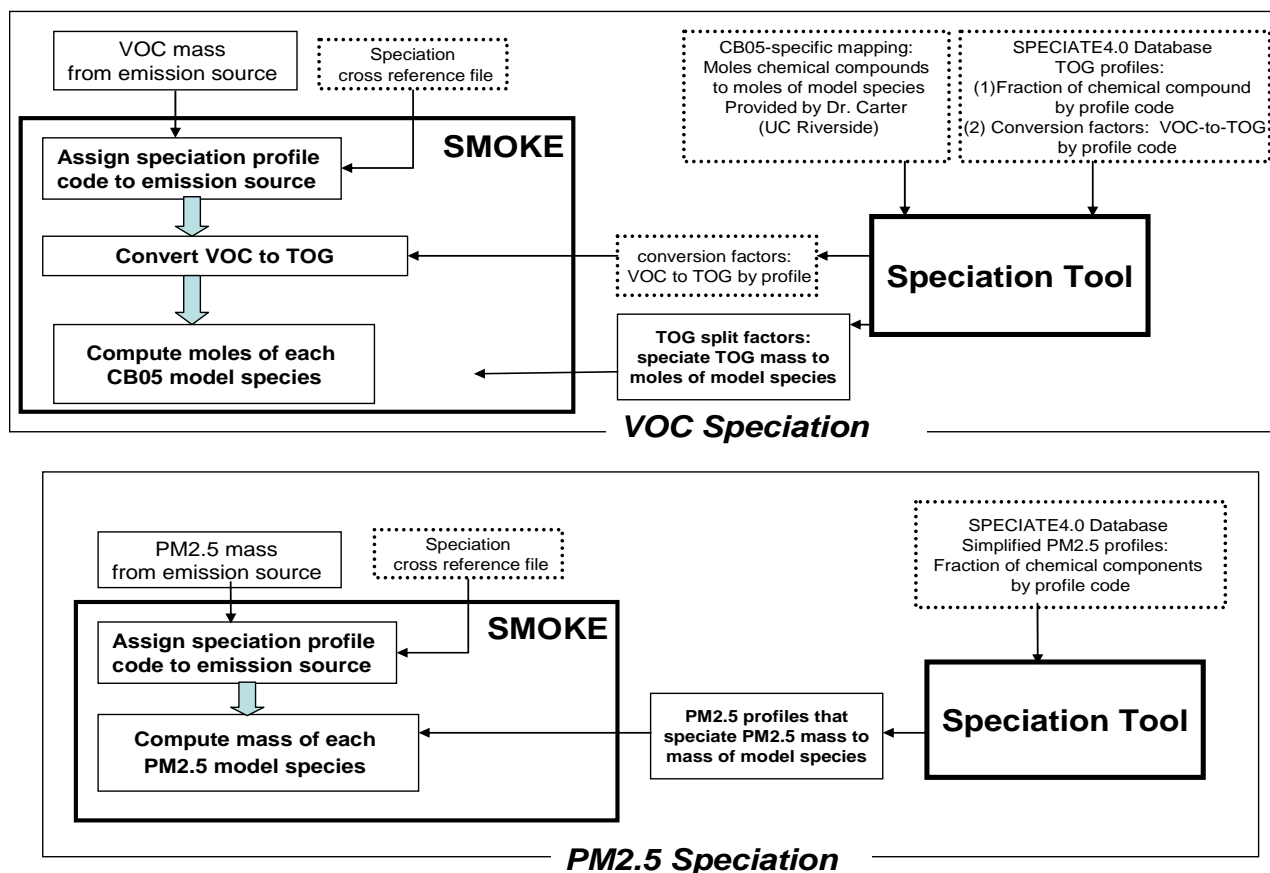 VOC mass
from emission source
Speciation
cross reference file
CB05-specific mapping:
Moles chemical compounds
to moles of model species
Provided by Dr. Carter
(UC Riverside)
SPECIATE4.0 Database
TOG profiles:
(1)Fraction of chemical compound
by profile code
(2) Conversion factors: VOC-to-TOG
by profile code
SMOKE
Assign speciation profile
code to emission source
Convert VOC to TOG
conversion factors:
VOC to TOG by profile
Speciation Tool
Compute moles of each
CB05 model species
TOG split factors:
speciate TOG mass to
moles of model species
VOC Speciation
PM2.5 mass
from emission source
Speciation
cross reference file
SPECIATE4.0 Database
Simplified PM2.5 profiles:
Fraction of chemical components
by profile code
SMOKE
Assign speciation profile
code to emission source
Compute mass of each
PM2.5 model species
PM2.5 profiles that
speciate PM2.5 mass to
mass of model species
Speciation Tool
PM2.5 Speciation